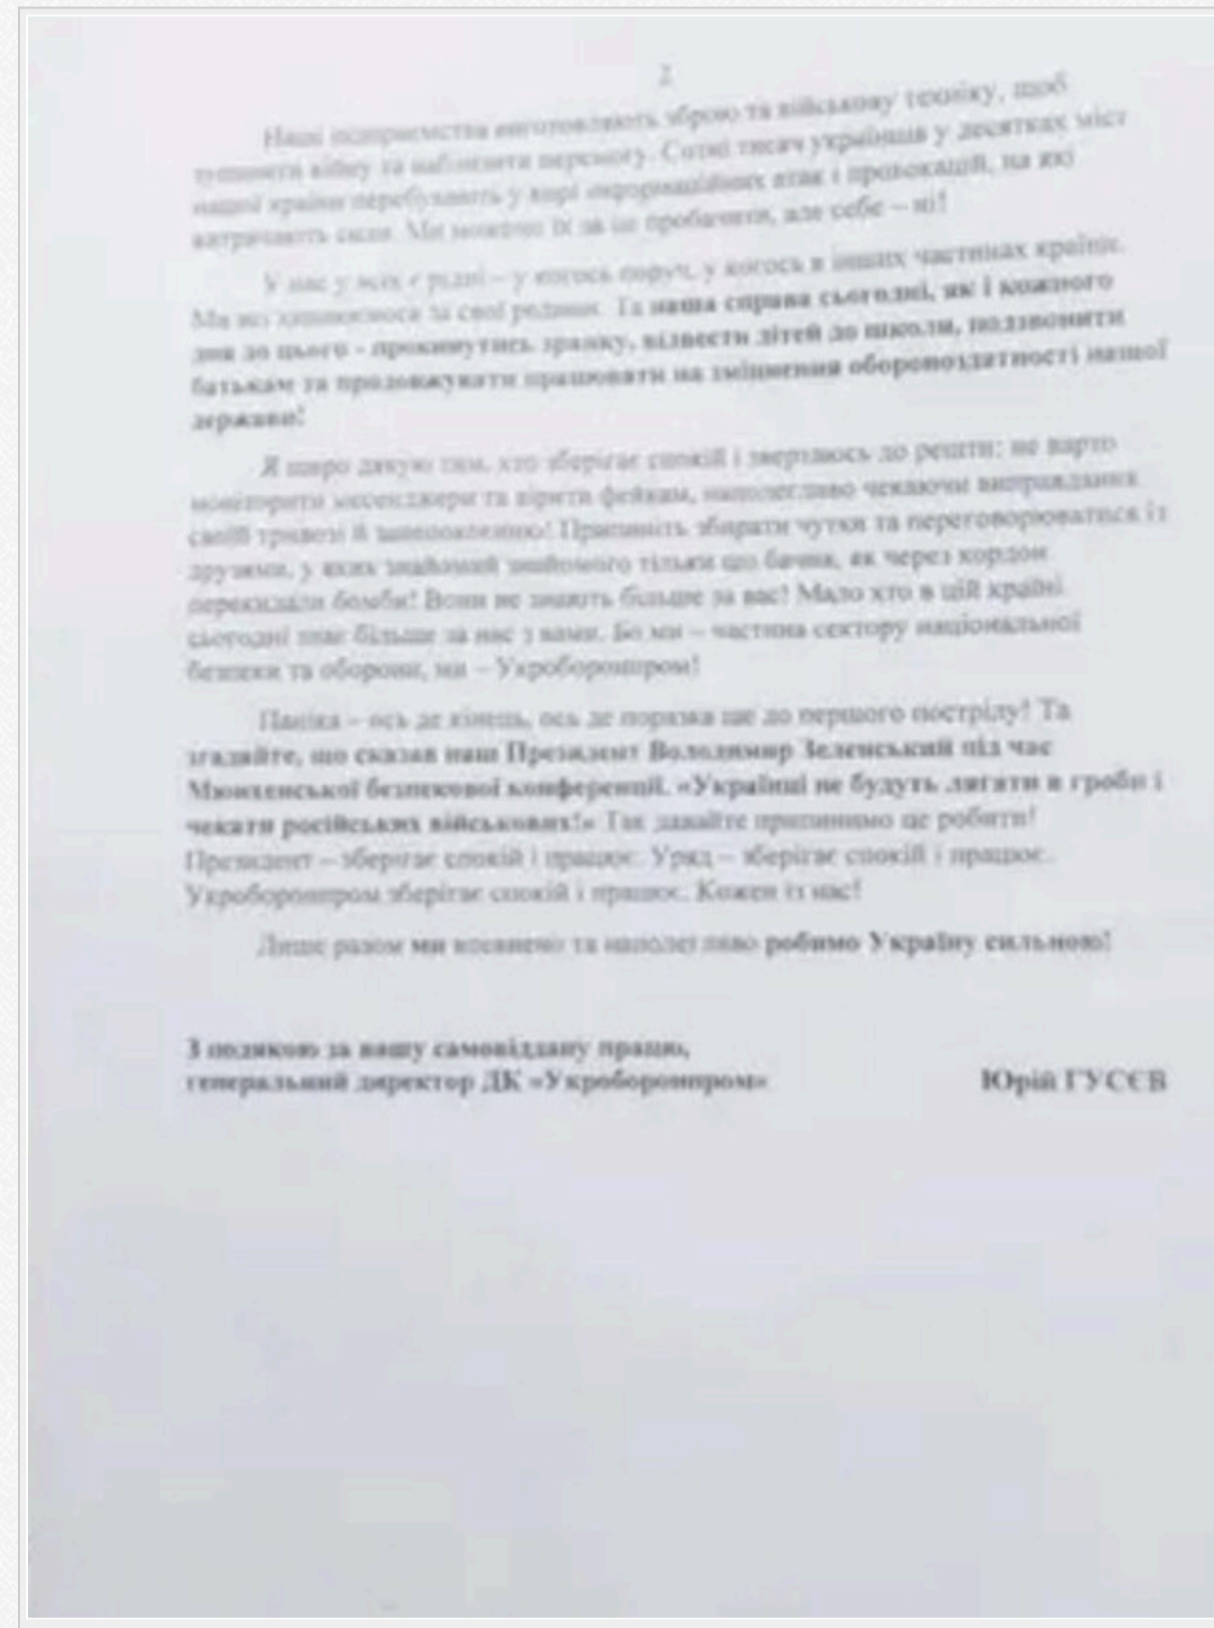 2
Наші підприємства виготовляють зброю та військову техніку, щоб
зупинити війну та наблизити перемогу. Сотні тисяч українців у десятках міст
нашої країни перебувають у вирі інформаційних атак і провокацій, на які
витрачають сили. Ми можемо їх за це пробачити, але себе – ні!
У нас у всіх є рідні – у когось поруч, у когось в інших частинах країни.
Ми всі хвилюємося за свої родини. Та наша справа сьогодні, як і кожного
дня до цього - прокинутись зранку, відвести дітей до школи, подзвонити
батькам та продовжувати працювати на зміцнення обороноздатності нашої
держави!
Я щиро дякую тим, хто зберігає спокій і звертаюсь до решти: не варто
моніторити месенджери та вірити фейкам, наполегливо чекаючи виправдання
своїй тривозі й занепокоєнню! Припиніть збирати чутки та переговорюватися із
друзями, у яких знайомий знайомого тільки що бачив, як через кордон
перекидали бомби! Вони не знають більше за вас! Мало хто в цій країні
сьогодні знає більше за нас з вами. Бо ми – частина сектору національної
безпеки та оборони, ми – Укроборонпром!
Паніка – ось де кінець, ось де поразка ще до першого пострілу! Та
згадайте, що сказав наш Президент Володимир Зеленський під час
Мюнхенської безпекової конференції. «Українці не будуть лягати в гроби і
чекати російських військових!» Так давайте припинимо це робити!
Президент – зберігає спокій і працює. Уряд – зберігає спокій і працює.
Укроборонпром зберігає спокій і працює. Кожен із нас!
Лише разом ми впевнено та наполегливо робимо Україну сильною!
З подякою за вашу самовіддану працю,
генеральний директор ДК «Укроборонпром» Юрій ГУСЄВ